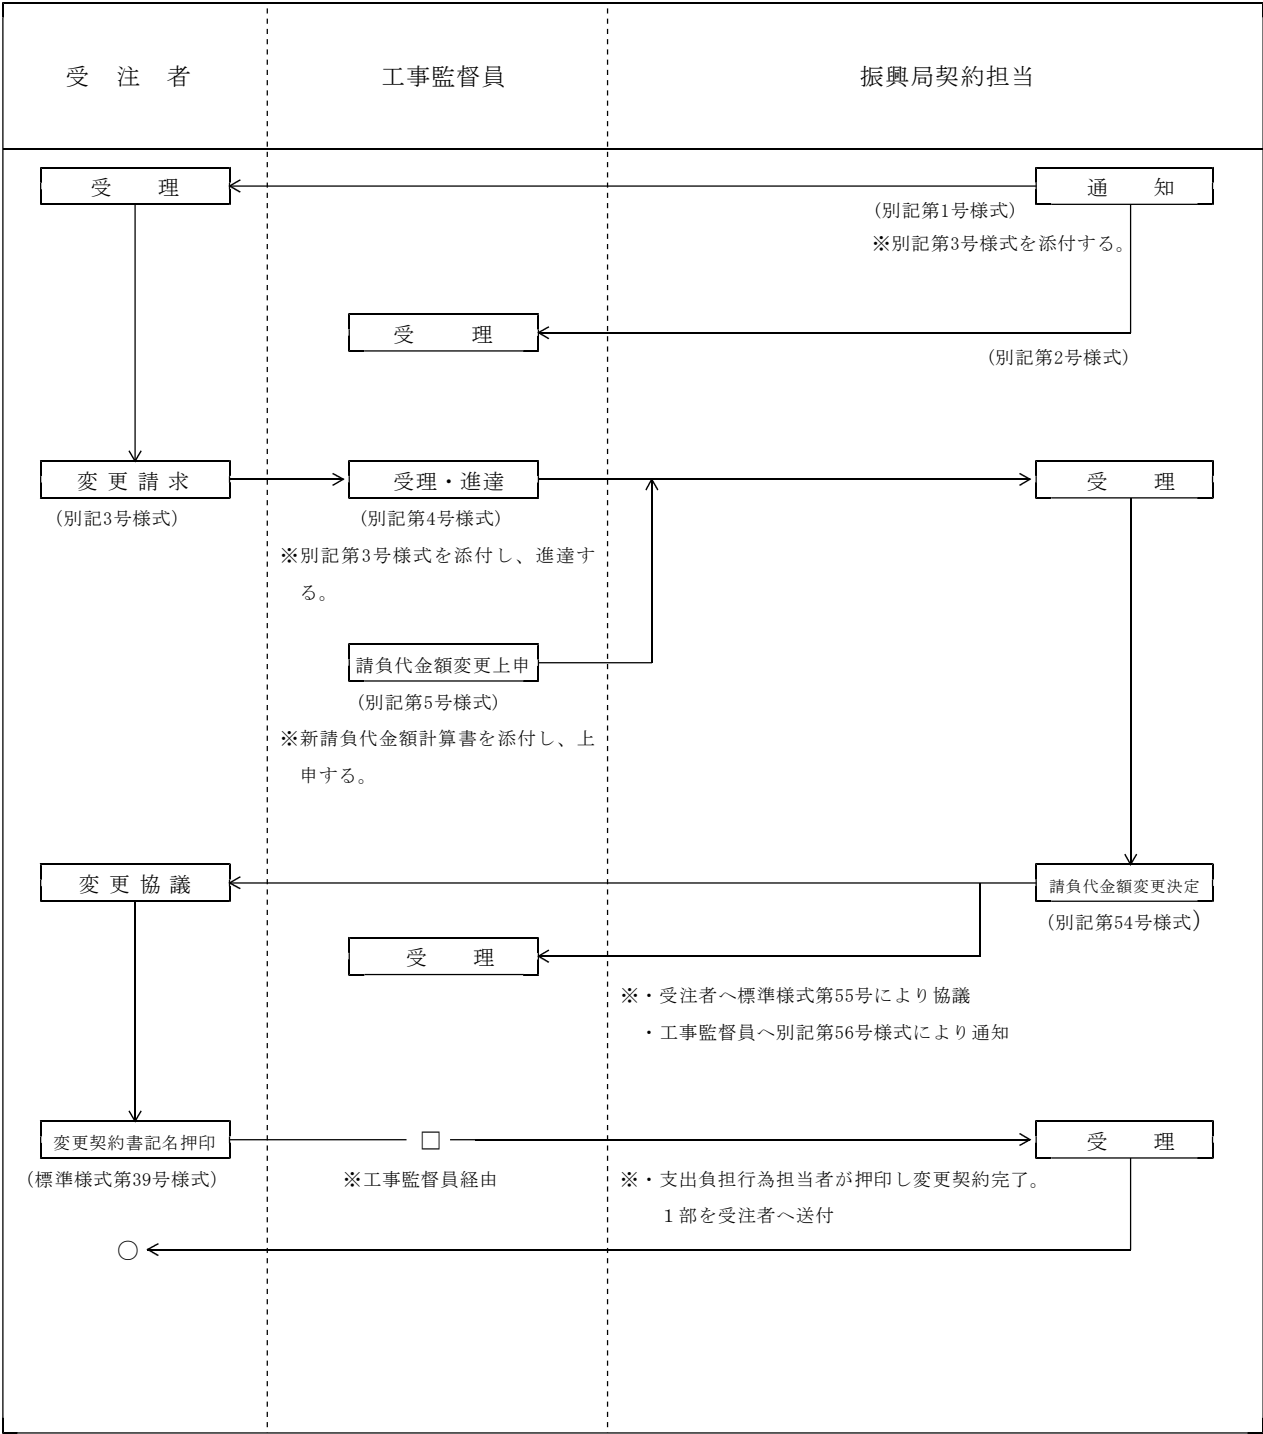 受　注　者
工事監督員
振興局契約担当
受　　理
通　　知
(別記第1号様式)
※別記第3号様式を添付する。
受　　理
(別記第2号様式)
変 更 請 求
受理・進達
受　　理
(別記3号様式)
(別記第4号様式)
※別記第3号様式を添付し、進達す
る。
請負代金額変更上申
(別記第5号様式)
※新請負代金額計算書を添付し、上
申する。
変 更 協 議
請負代金額変更決定
(別記第54号様式)
受　　理
※・受注者へ標準様式第55号により協議
・工事監督員へ別記第56号様式により通知
変更契約書記名押印
□
受　　理
(標準様式第39号様式)
※工事監督員経由
※・支出負担行為担当者が押印し変更契約完了。
１部を受注者へ送付
○